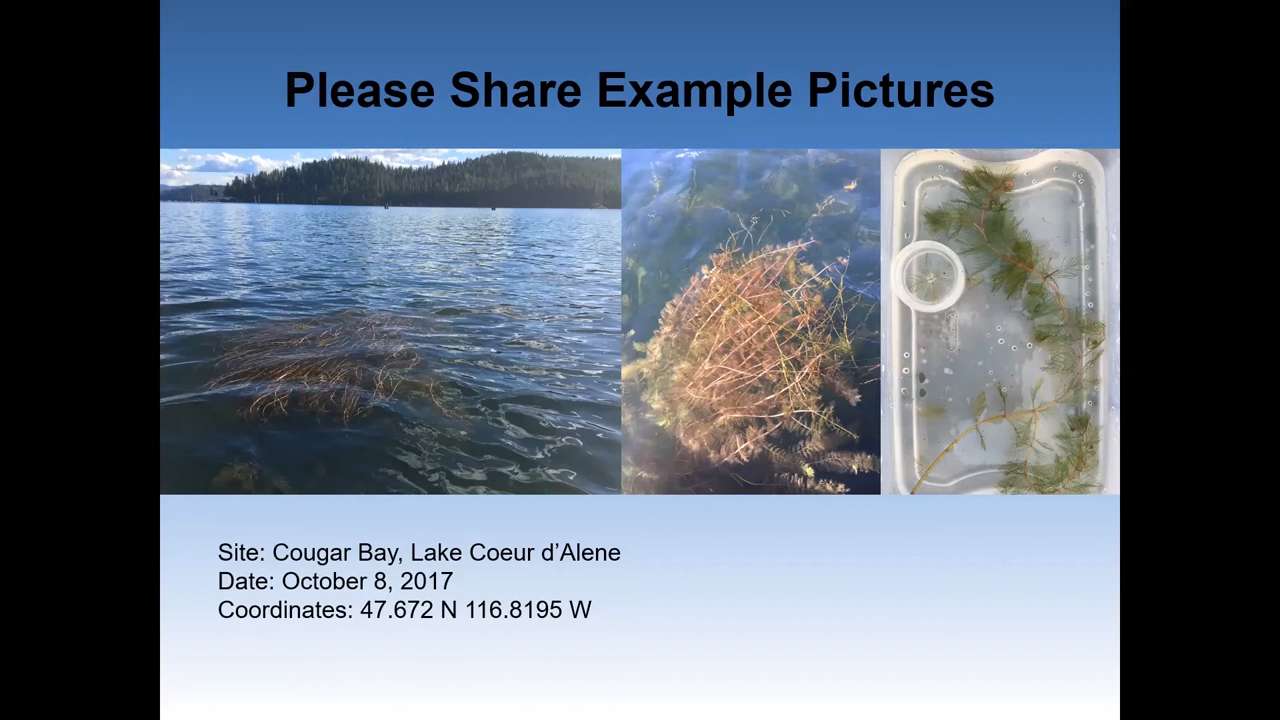 Please Share Example Pictures
Site: Cougar Bay, Lake Coeur d’Alene
Date: October 8, 2017
Coordinates: 47.672 N 116.8195 W